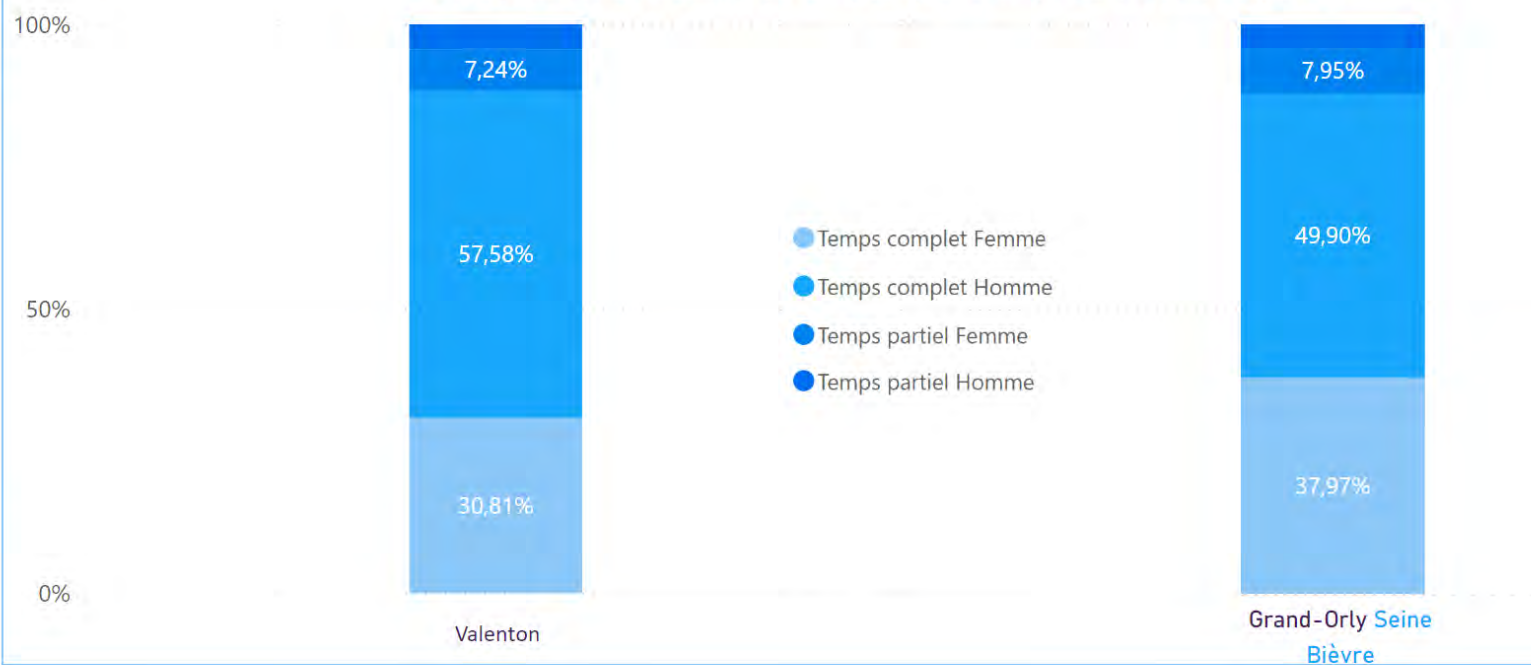 100%
7,24%
7,95%
57,58%
49,90%
Temps complet Femme
Temps complet Homme
50%
Temps partiel Femme
Temps partiel Homme
30,81%
37,97%
0%
Valenton
Grand-Orly Seine
Bièvre